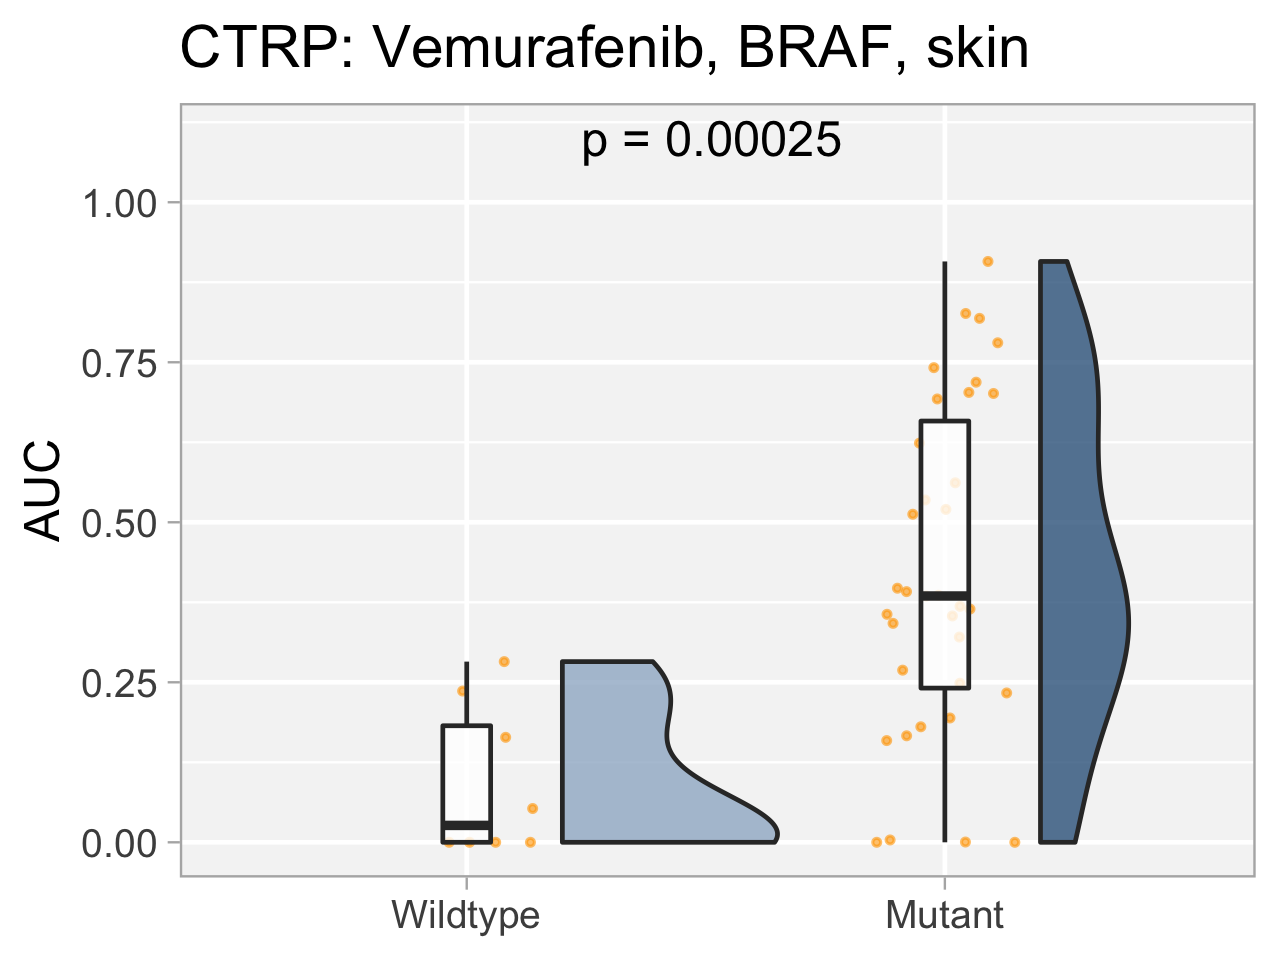 CTRP: Vemurafenib, BRAF, skin
p = 0.00025
1.00
0.75
0.50
0.25
0.00
AUC
Wildtype
Mutant